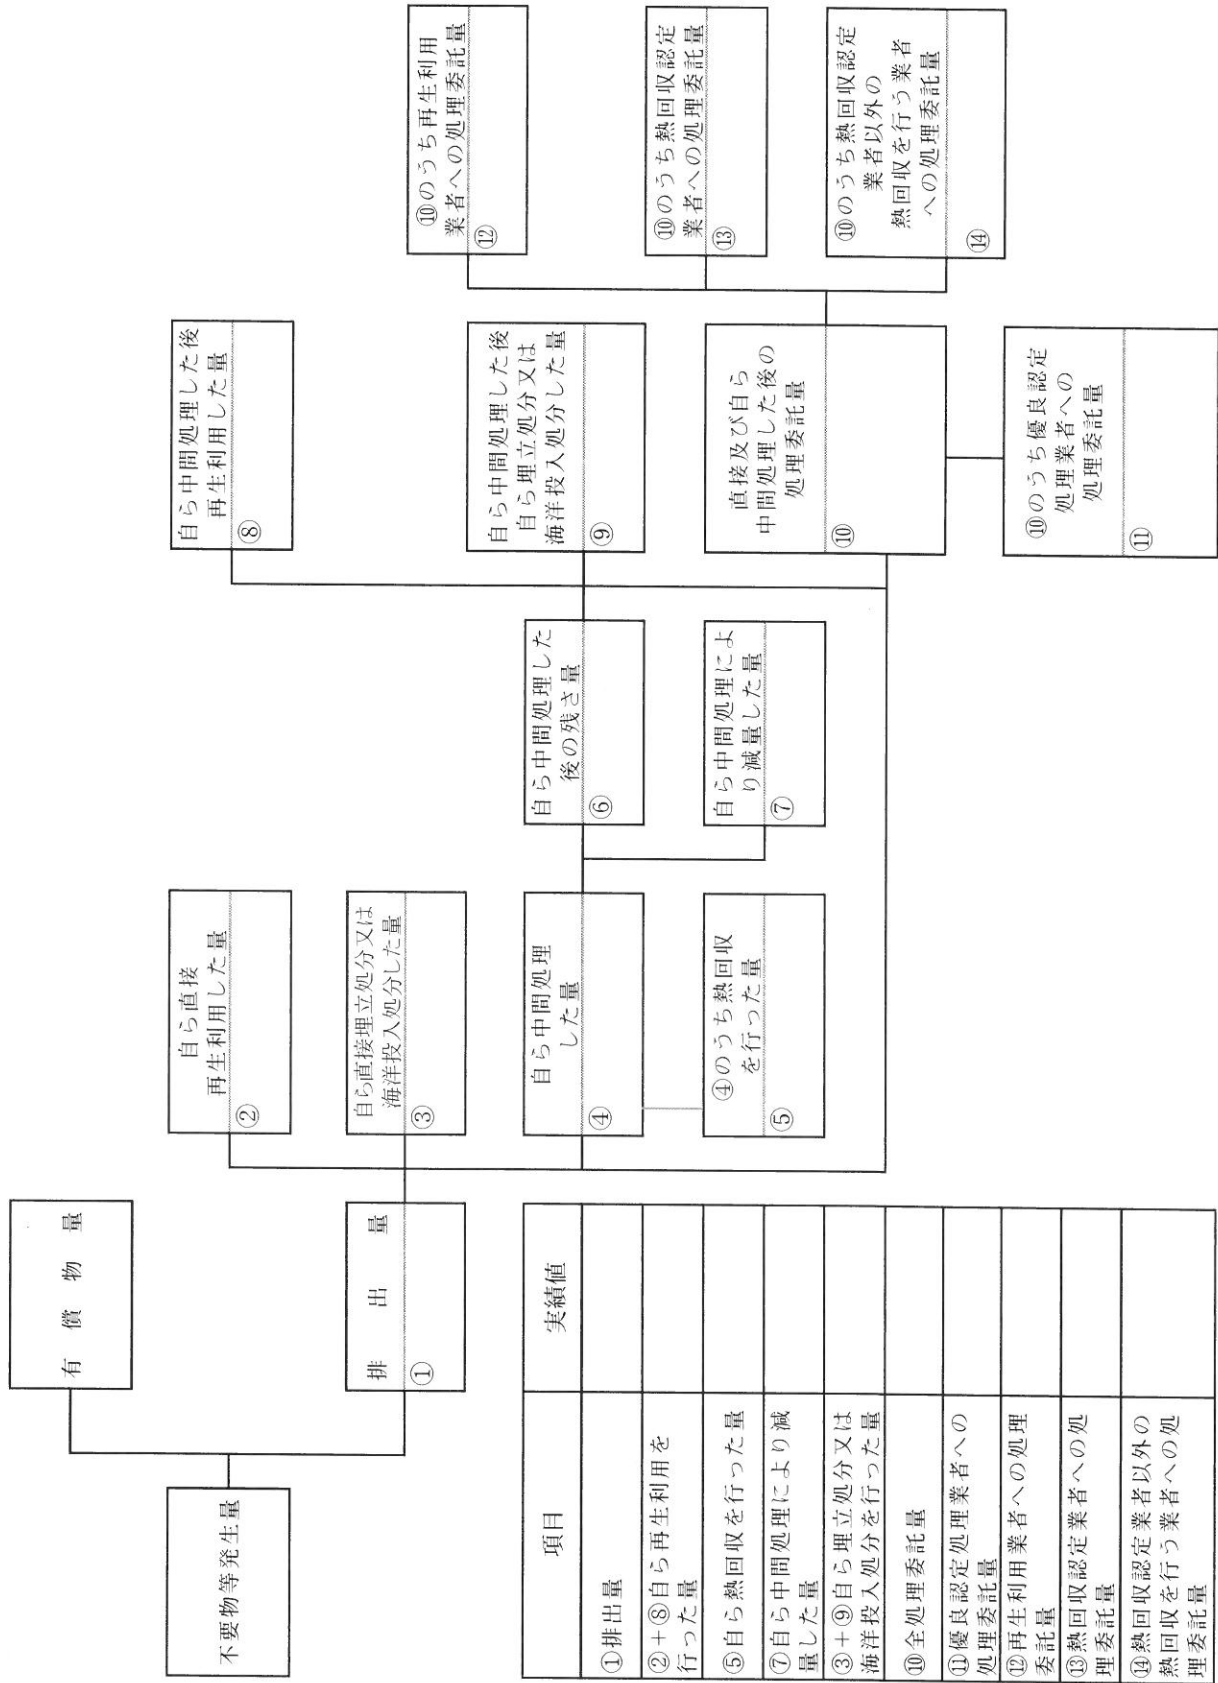 不要物等発生量
有償物量
排出量
①
自ら直接
再生利用した量
②
自ら直接埋立処分又は
海洋投入処分した量
③
自ら中間処理
した量
④
④のうち熱回収
を行った量
⑤
自ら中間処理した
後の残さ量
⑥
自ら中間処理によ
り減量した量
⑦
自ら中間処理した後
再生利用した量
⑧
自ら中間処理した後
自ら埋立処分又は
海洋投入処分した量
⑨
直接及び自ら
中間処理した後の
処理委託量
⑩
⑩のうち優良認定
処理業者への
処理委託量
⑪
⑩のうち再生利用
業者への処理委託量
⑫
⑩のうち熱回収認定
業者への処理委託量
⑬
⑩のうち熱回収認定
業者以外の
熱回収を行う業者
への処理委託量
⑭
項目
実績値
①排出量
②+⑧自ら再生利用を
行った量
⑤自ら熱回収を行った量
⑦自ら中間処理により減
量した量
③+⑨自ら埋立処分又は
海洋投入処分を行った量
⑩全処理委託量
⑪優良認定処理業者への
処理委託量
⑫再生利用業者への処理
委託量
⑬熱回収認定業者への処
理委託量
⑭熱回収認定業者以外の
熱回収を行う業者への処
理委託量